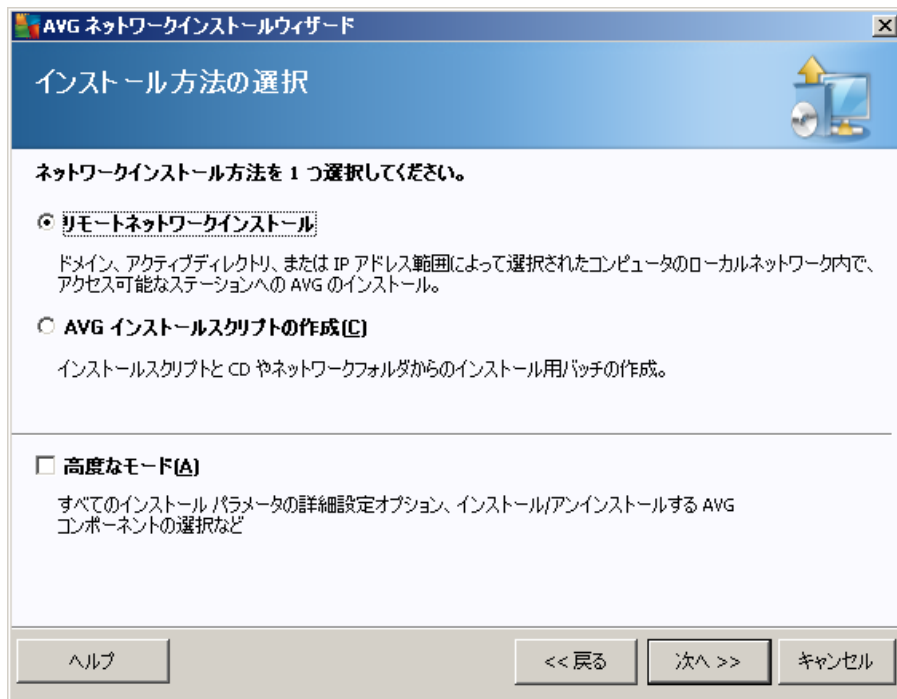 AVG ネットワークインストールウィザード
インストール方法の選択
ネットワークインストール方法を 1 つ選択してください。
リモートネットワークインストール
ドメイン、アクティブディレクトリ、または IP アドレス範囲によって選択されたコンピュータのローカルネットワーク内で、
アクセス可能なステーションへの AVG のインストール。
AVG インストールスクリプトの作成(C)
インストールスクリプトと CD やネットワークフォルダからのインストール用バッチの作成。
高度なモード(A)
すべてのインストール パラメータの詳細設定オプション、インストール/アンインストールする AVG
コンポーネントの選択など
ヘルプ
<< 戻る
次へ >>
キャンセル